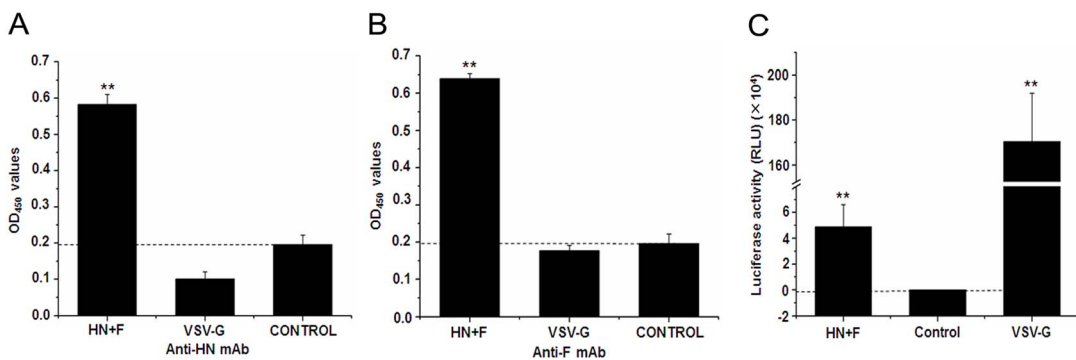 A
OD450 values
0.7
0.6
0.5
0.4
0.3
0.2
0.1
0.0
**
HN+F VSV-G CONTROL
Anti-HN mAb
B
OD450 values
0.7
0.6
0.5
0.4
0.3
0.2
0.1
0.0
**
HN+F VSV-G CONTROL
Anti-F mAb
C
Luciferase activity (RLU) (×10⁴)
200
180
170
160
6
4
2
0
-2
**
**
HN+F Control VSV-G